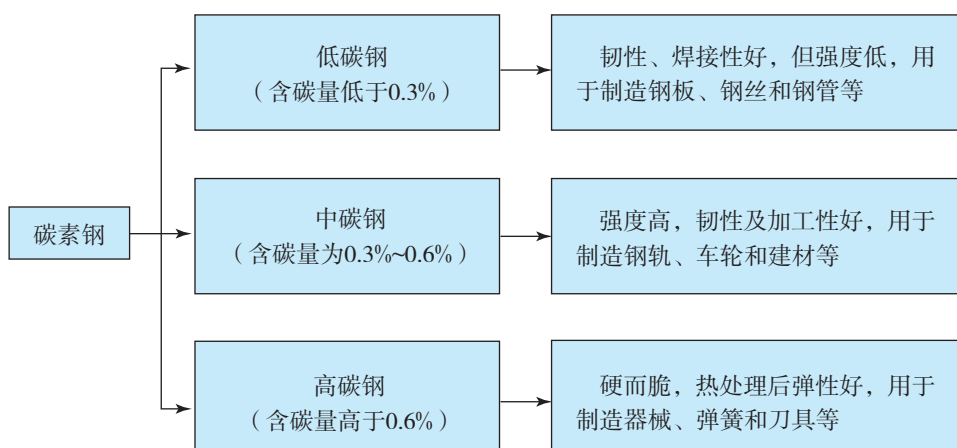 碳素钢
低碳钢
（含碳量低于0.3%）
韧性、焊接性好，但强度低，用
于制造钢板、钢丝和钢管等
中碳钢
（含碳量为0.3%~0.6%）
强度高，韧性及加工性好，用于
制造钢轨、车轮和建材等
高碳钢
（含碳量高于0.6%）
硬而脆，热处理后弹性好，用于
制造器械、弹簧和刀具等